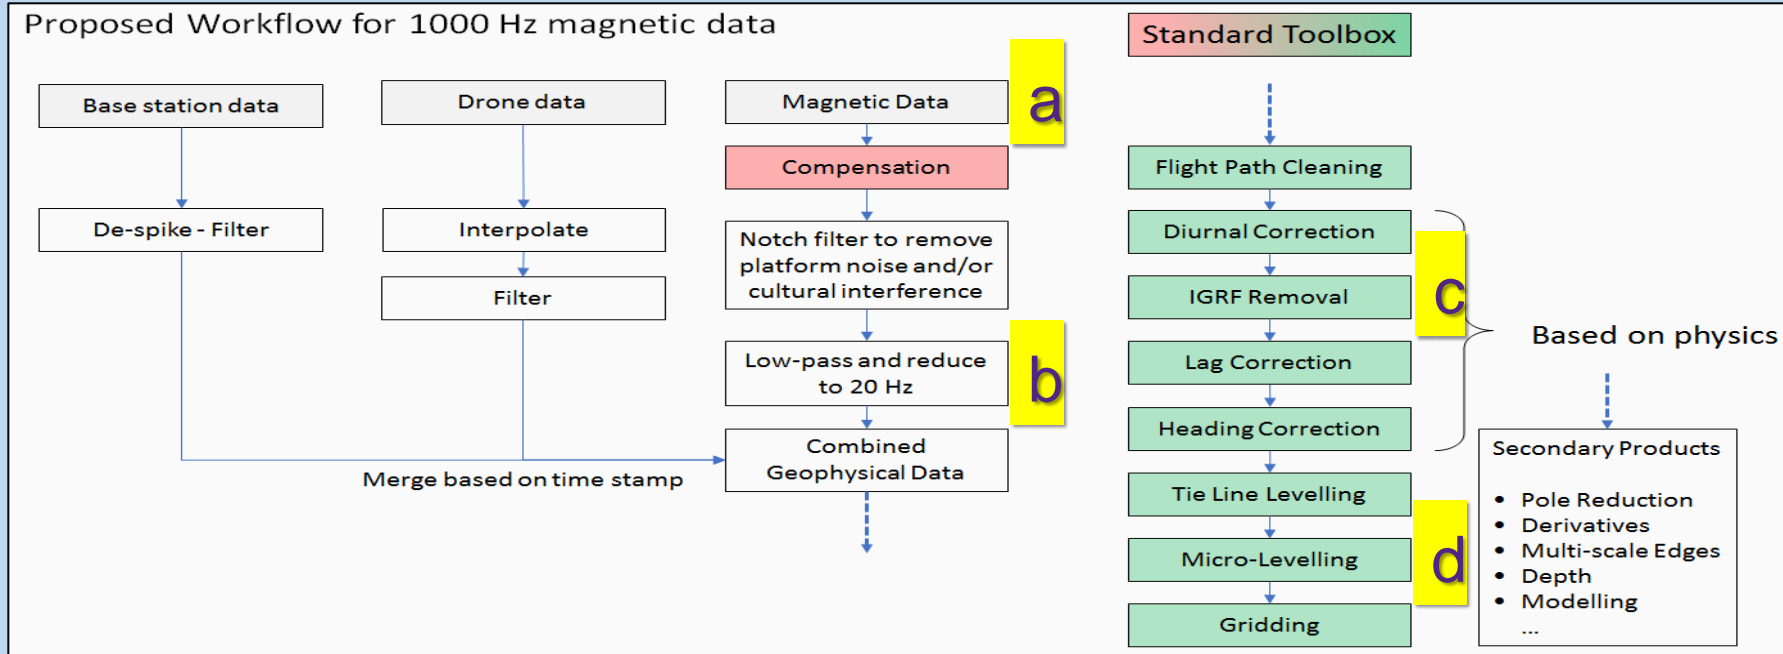 Proposed Workflow for 1000 Hz magnetic data
Base station data
De-spike - Filter
Drone data
Interpolate
Filter
Magnetic Data
a
Compensation
Notch filter to remove
platform noise and/or
cultural interference
Low-pass and reduce
to 20 Hz
b
Combined
Geophysical Data
Merge based on time stamp
Standard Toolbox
Flight Path Cleaning
Diurnal Correction
IGRF Removal
c
Lag Correction
Heading Correction
Based on physics
Tie Line Levelling
Micro-Levelling
d
Gridding
Secondary Products
• Pole Reduction
• Derivatives
• Multi-scale Edges
• Depth
• Modelling
...